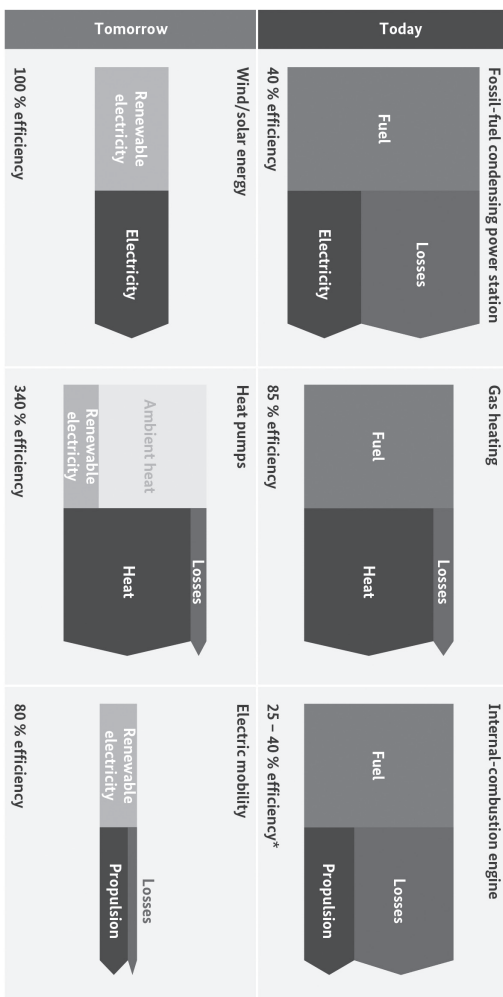 Today
Fossil-fuel condensing power station
Fuel
Losses
Electricity
40 % efficiency
Gas heating
Fuel
Losses
Heat
85 % efficiency
Internal-combustion engine
Fuel
Losses
Propulsion
25 – 40 % efficiency*
Tomorrow
Wind/solar energy
Renewable
electricity
Electricity
100 % efficiency
Heat pumps
Ambient heat
Renewable
electricity
Losses
Heat
340 % efficiency
Electric mobility
Renewable
electricity
Losses
Propulsion
80 % efficiency